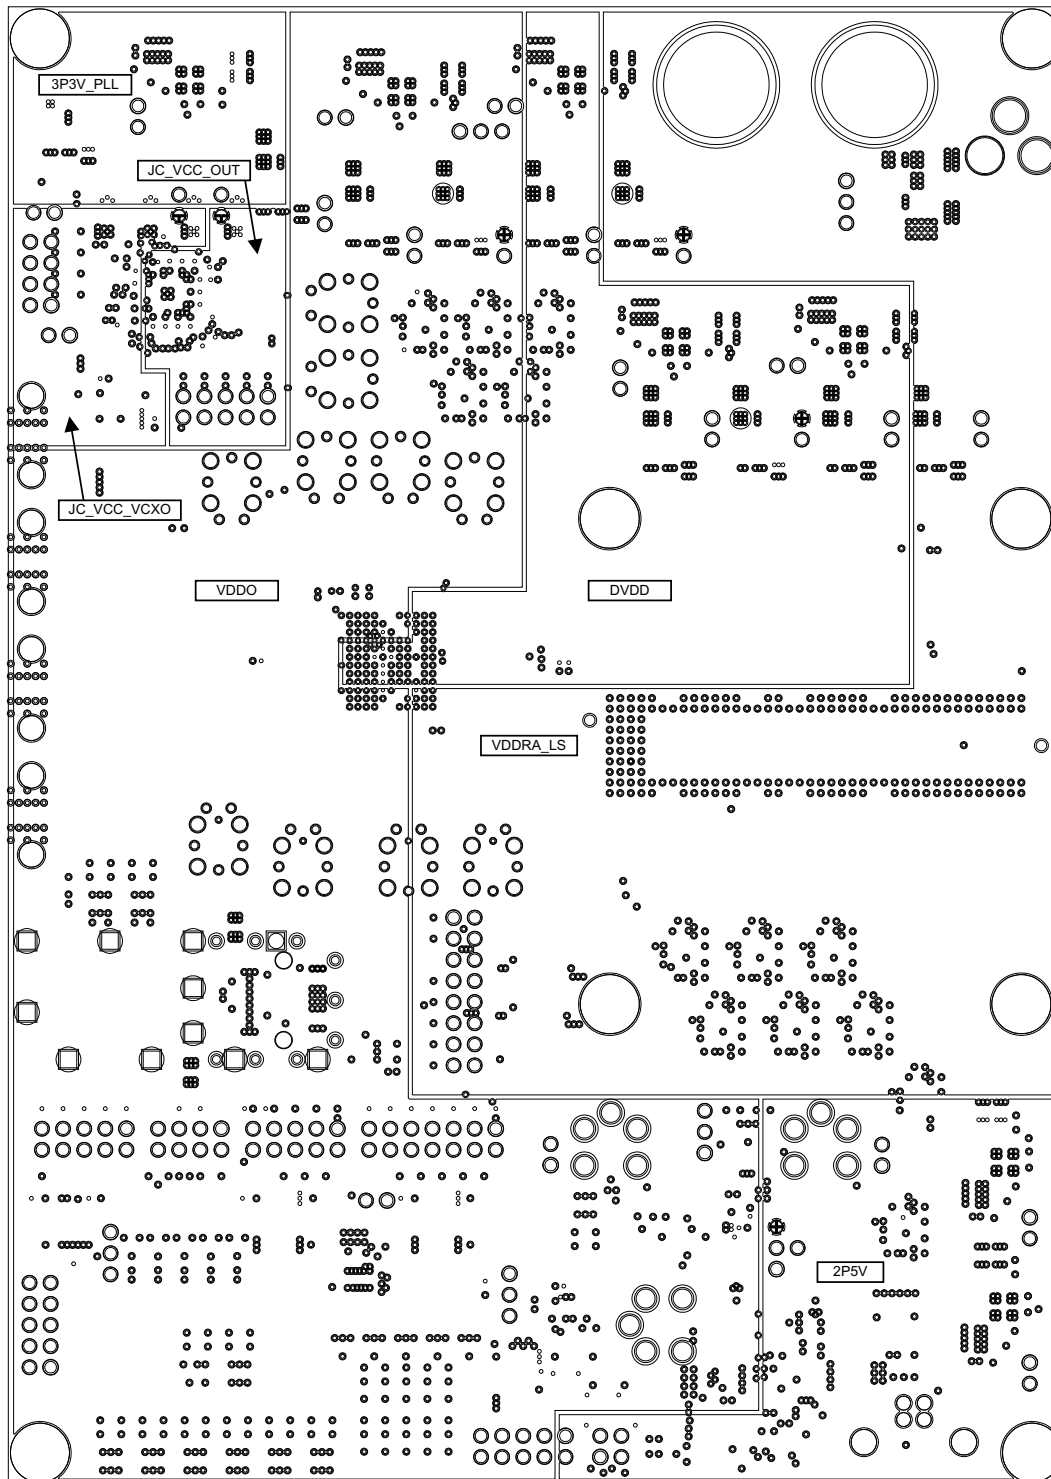 3P3V_PLL
JC_VCC_OUT
JC_VCC_VCXO
VDDO
DVDD
VDDRA_LS
2P5V